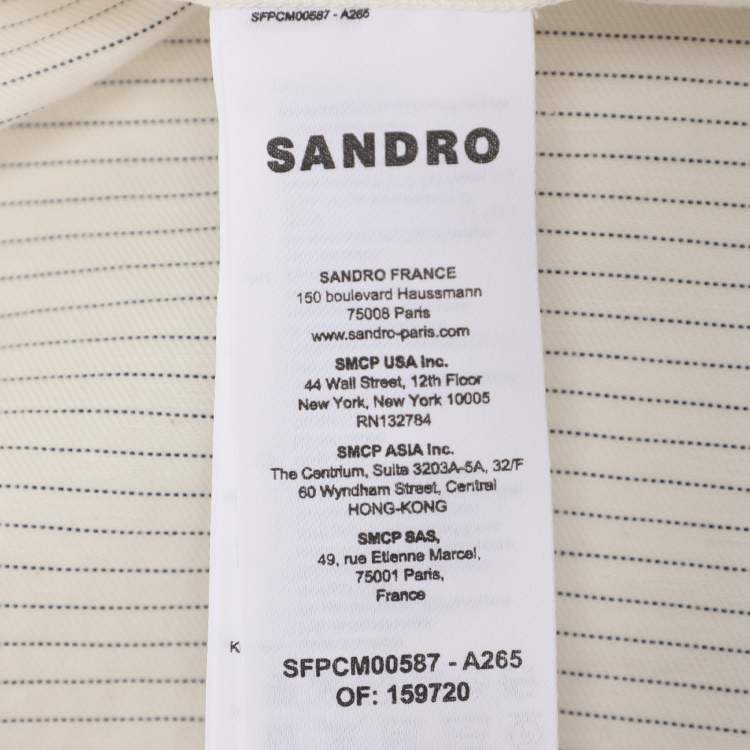 SFPCM00587 - A265
SANDRO
SANDRO FRANCE
150 boulevard Haussmann
75008 Paris
www.sandro-paris.com
SMCP USA Inc.
44 Wall Street, 12th Floor
New York, New York 10005
RN132784
SMCP ASIA Inc.
The Centrium, Suite 3203A-5A, 32/F
60 Wyndham Street, Central
HONG-KONG
SMCP SAS,
49, rue Etienne Marcel,
75001 Paris,
France
K
SFPCM00587 - A265
OF: 159720